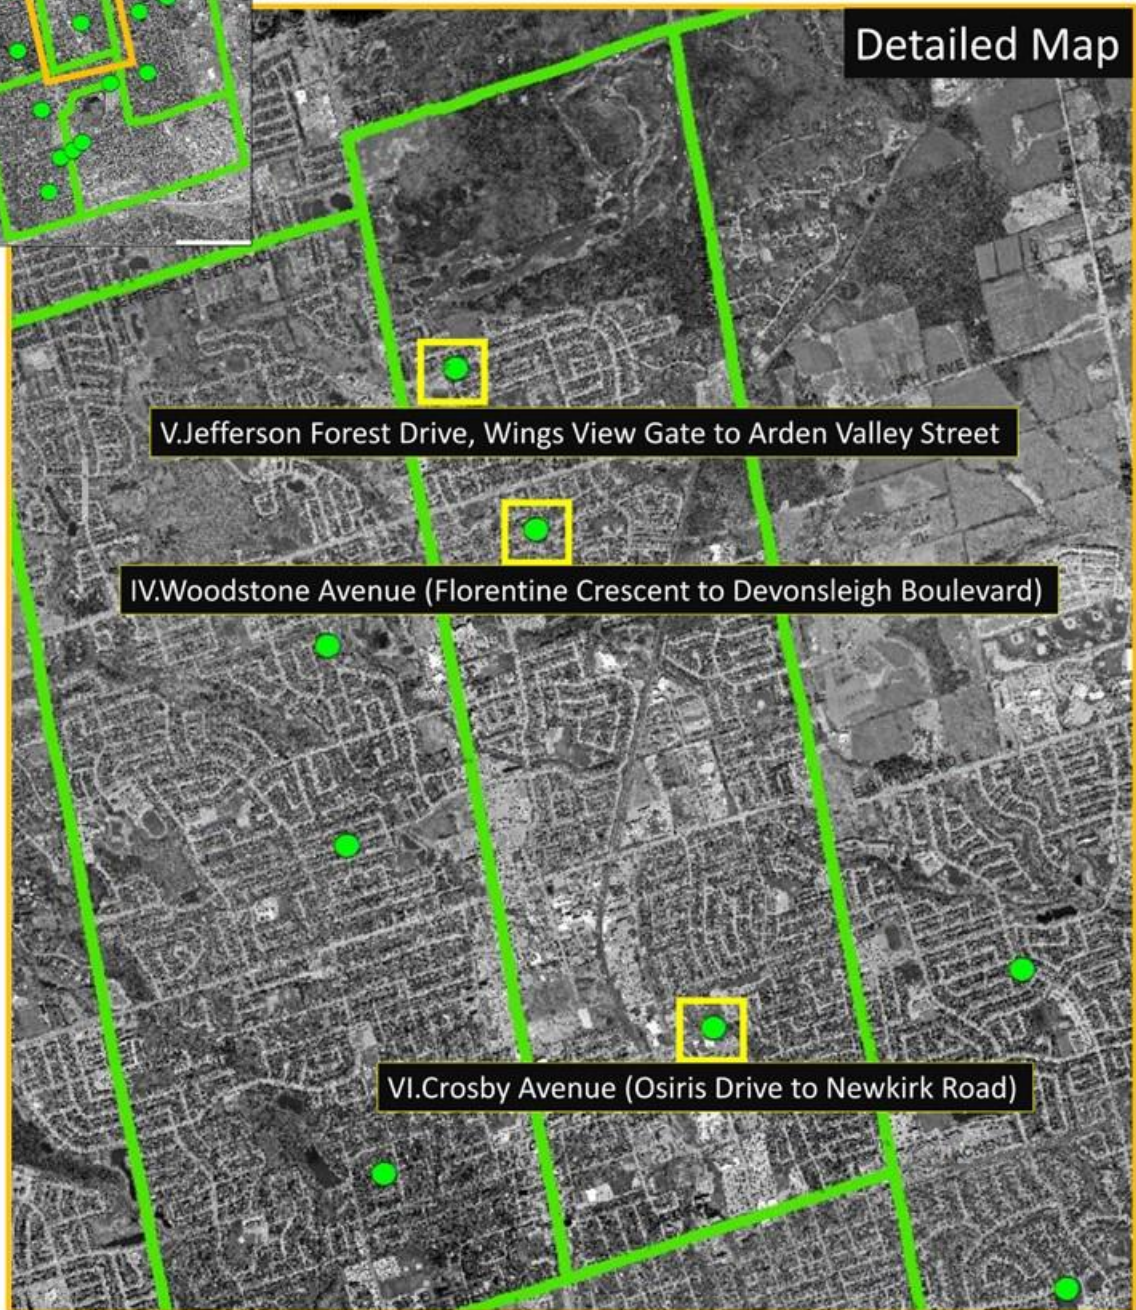 Detailed Map
V.Jefferson Forest Drive, Wings View Gate to Arden Valley Street
IV.Woodstone Avenue (Florentine Crescent to Devonsleigh Boulevard)
VI.Crosby Avenue (Osiris Drive to Newkirk Road)